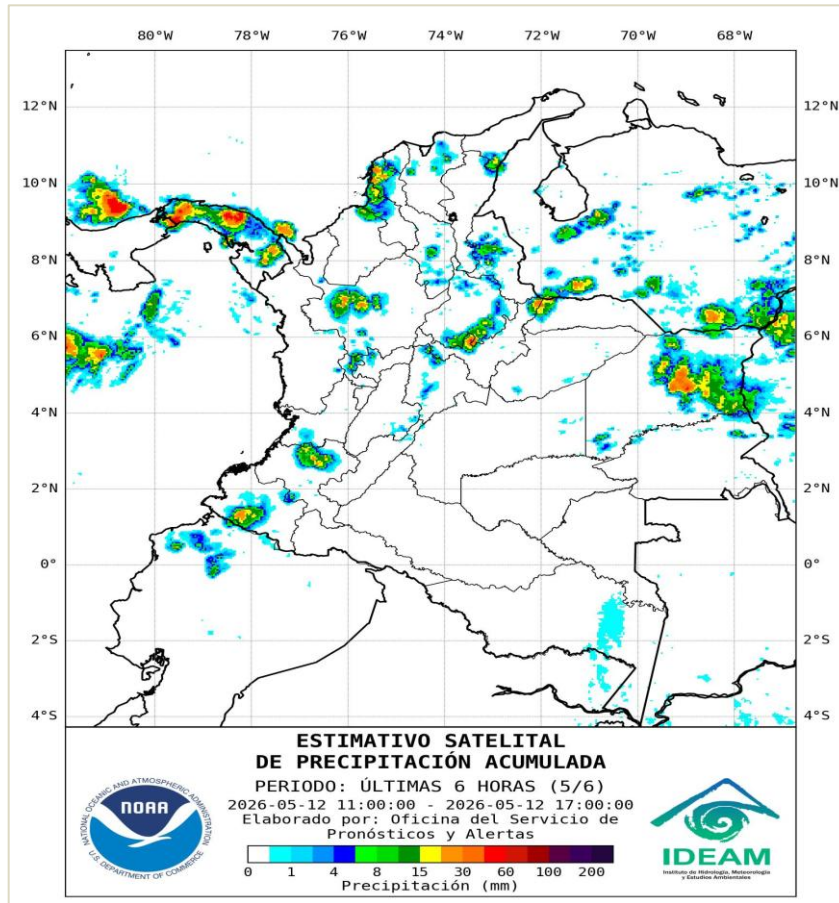 80°W 78°W 76°W 74°W 72°W 70°W 68°W
12°N 12°N
10°N 10°N
8°N 8°N
6°N 6°N
4°N 4°N
2°N 2°N
0° 0°
2°S 2°S
4°S 4°S
ESTIMATIVO SATELITAL
DE PRECIPITACIÓN ACUMULADA
PERIODO: ÚLTIMAS 6 HORAS (5/6)
2026-05-12 11:00:00 - 2026-05-12 17:00:00
Elaborado por: Oficina del Servicio de
Pronósticos y Alertas
0 1 4 8 15 30 60 100 200
Precipitación (mm)
NATIONAL OCEANIC AND ATMOSPHERIC ADMINISTRATION
NOAA
U.S. DEPARTMENT OF COMMERCE
IDEAM
Instituto de Hidrología, Meteorología
y Estudios Ambientales